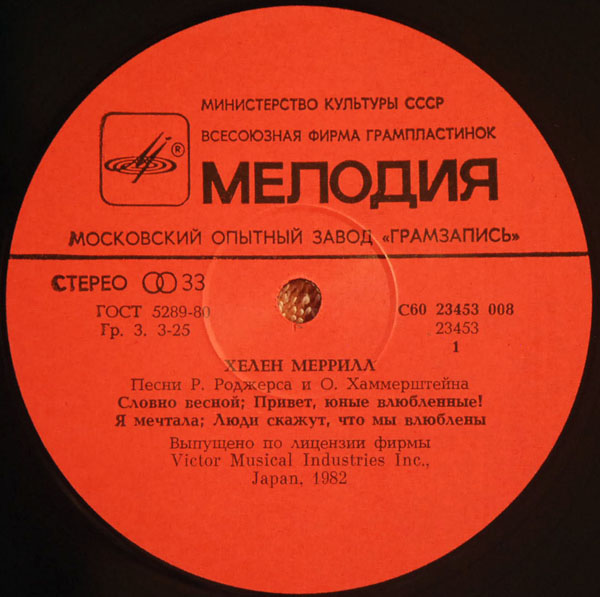 МИНИСТЕРСТВО КУЛЬТУРЫ СССР
ВСЕСОЮЗНАЯ ФИРМА ГРАМПЛАСТИНОК
®
МЕЛОДИЯ
МОСКОВСКИЙ ОПЫТНЫЙ ЗАВОД «ГРАМЗАПИСЬ»
СТЕРЕО 33
ГОСТ 5289-80
Гр. 3. 3-25
С60 23453 008
23453
1
ХЕЛЕН МЕРРИЛЛ
Песни Р. Роджерса и О. Хаммерштейна
Словно весной; Привет, юные влюбленные!
Я мечтала; Люди скажут, что мы влюблены
Выпущено по лицензии фирмы
Victor Musical Industries Inc.,
Japan, 1982